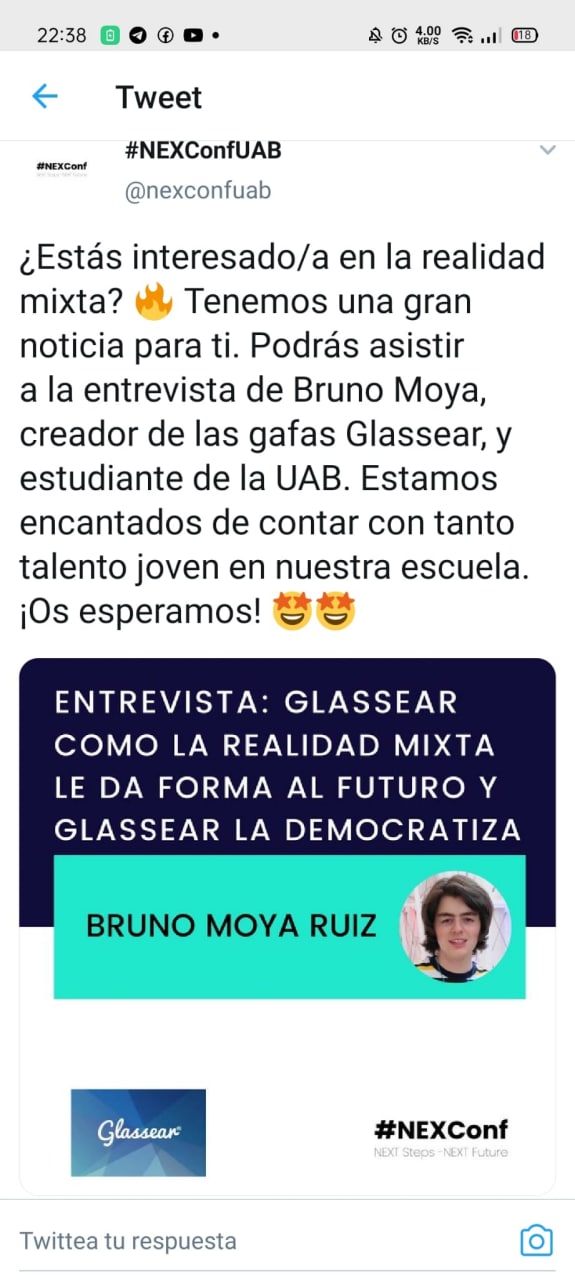 22:38
4.00
KB/S
18
Tweet
#NEXConf
#NEXConfUAB
@nexconfuab
¿Estás interesado/a en la realidad
mixta? 🔥 Tenemos una gran
noticia para ti. Podrás asistir
a la entrevista de Bruno Moya,
creador de las gafas Glassear, y
estudiante de la UAB. Estamos
encantados de contar con tanto
talento joven en nuestra escuela.
¡Os esperamos! 🤩🤩
ENTREVISTA: GLASSEAR
COMO LA REALIDAD MIXTA
LE DA FORMA AL FUTURO Y
GLASSEAR LA DEMOCRATIZA
BRUNO MOYA RUIZ
Glassear
#NEXConf
NEXT Steps -NEXT Future
Twittea tu respuesta